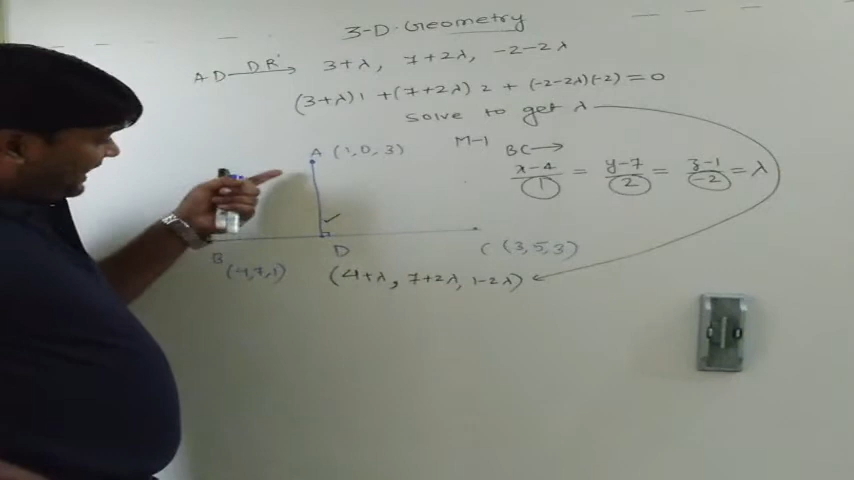 3-D Geometry
AD —DR'→ 3+λ, 7+2λ, -2-2λ
(3+λ)1 +(7+2λ)2 + (-2-2λ)(-2) = 0
Solve to get λ
A (1,0,3)
M-1 BC→
x-4/1 = y-7/2 = z-1/-2 = λ
B D C (3,5,3)
(4,7,1) (4+λ, 7+2λ, 1-2λ)